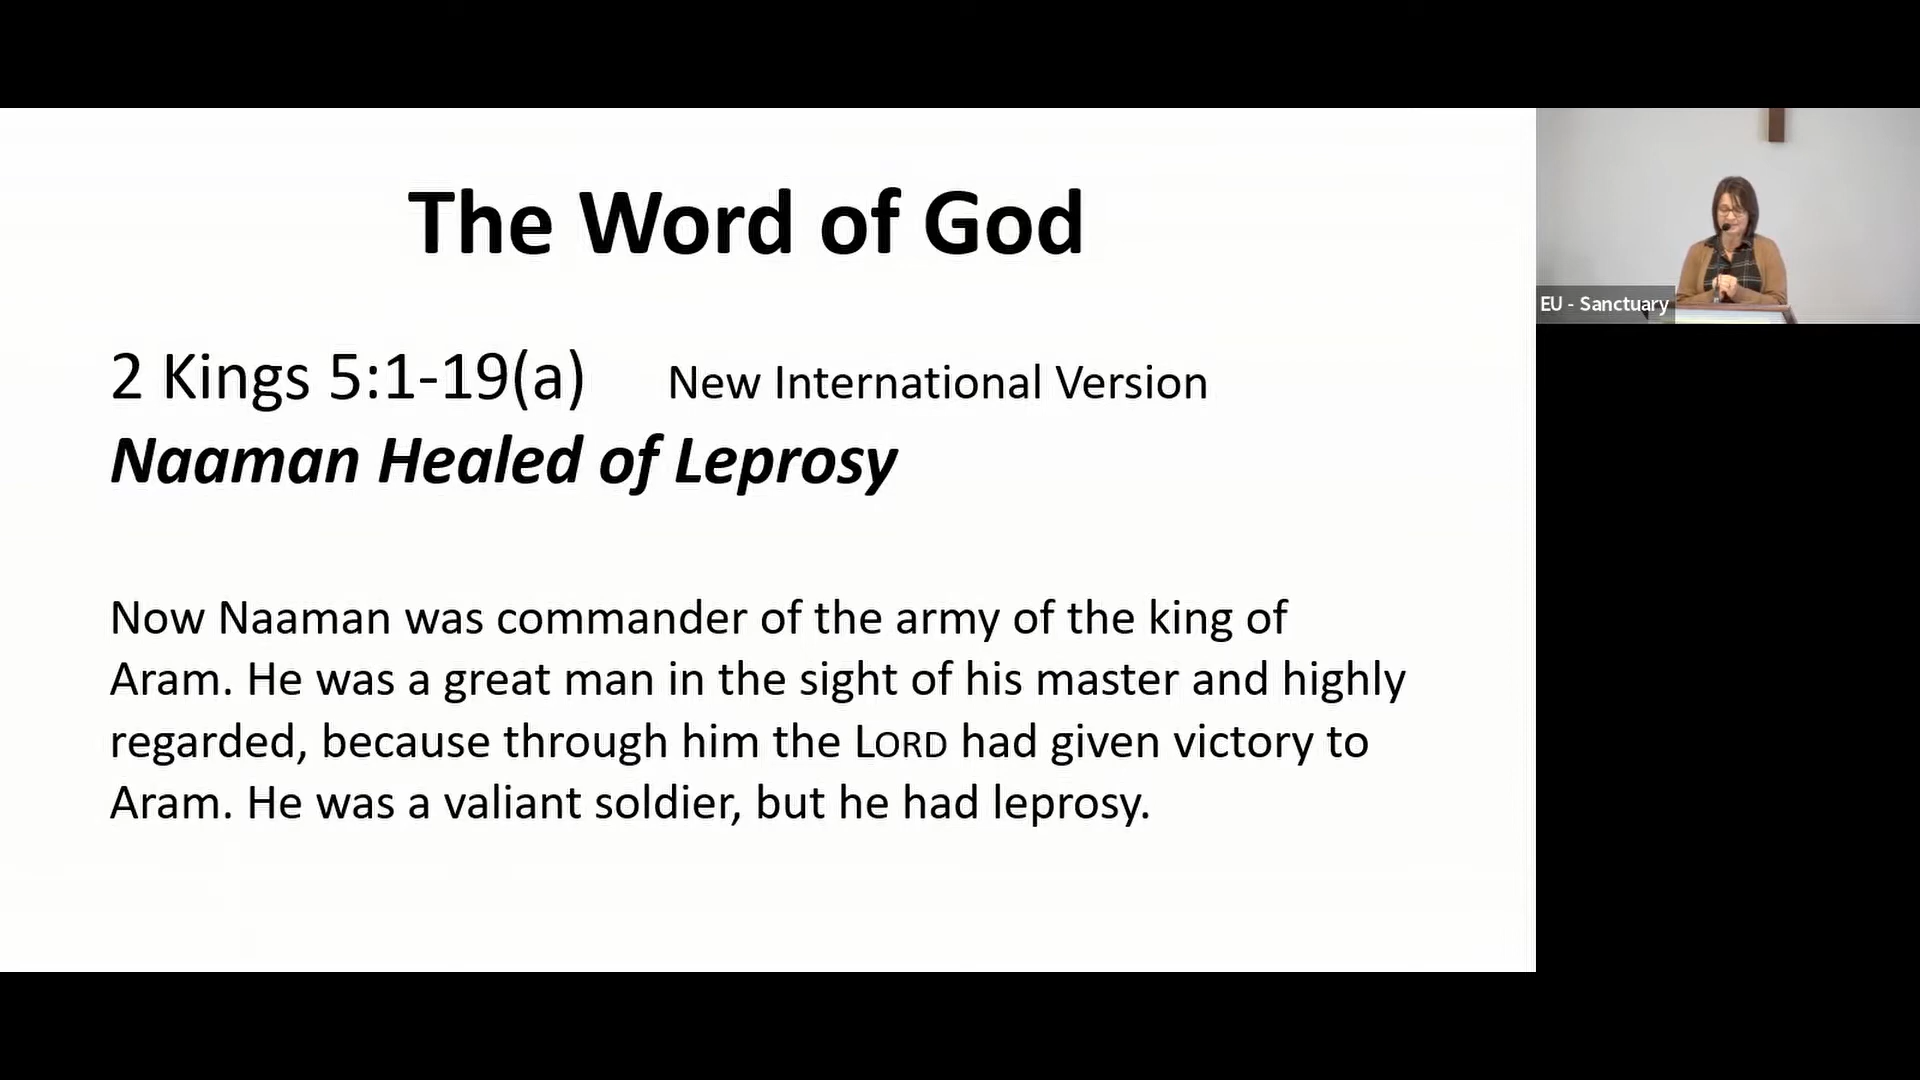 The Word of God
2 Kings 5:1-19(a) New International Version
Naaman Healed of Leprosy
Now Naaman was commander of the army of the king of
Aram. He was a great man in the sight of his master and highly
regarded, because through him the LORD had given victory to
Aram. He was a valiant soldier, but he had leprosy.
EU - Sanctuary